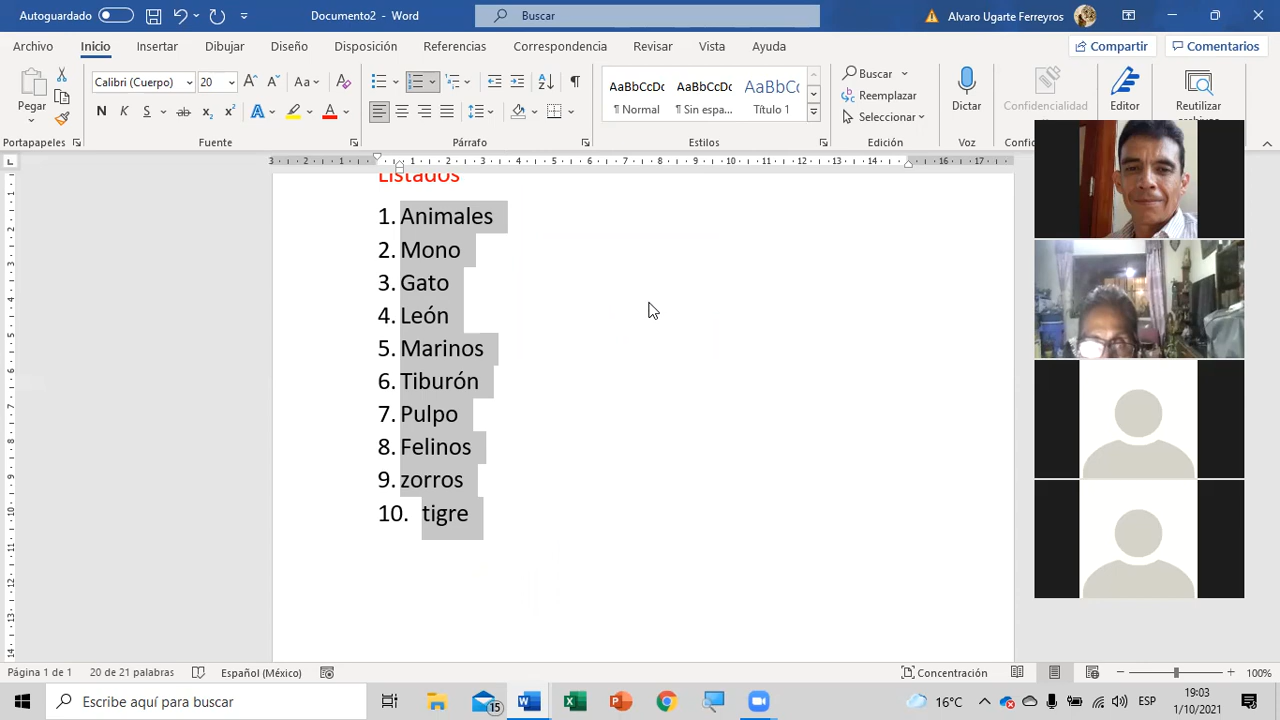 Autoguardado
Documento2 - Word
Buscar
Alvaro Ugarte Ferreyros
Archivo Inicio Insertar Dibujar Diseño Disposición Referencias Correspondencia Revisar Vista Ayuda
Compartir Comentarios
Pegar
Calibri (Cuerpo) 20
Portapapeles
Fuente
Párrafo
AaBbCcDc AaBbCcDc AaBbCcD
¶ Normal ¶ Sin espa... Título 1
Estilos
Buscar
Reemplazar
Seleccionar
Edición
Dictar
Voz
Confidencialidad
Editor
Reutilizar
Listados
1. Animales
2. Mono
3. Gato
4. León
5. Marinos
6. Tiburón
7. Pulpo
8. Felinos
9. zorros
10. tigre
Página 1 de 1 20 de 21 palabras Español (México) Concentración 100%
Escribe aquí para buscar
15
16°C
ESP
19:03
1/10/2021